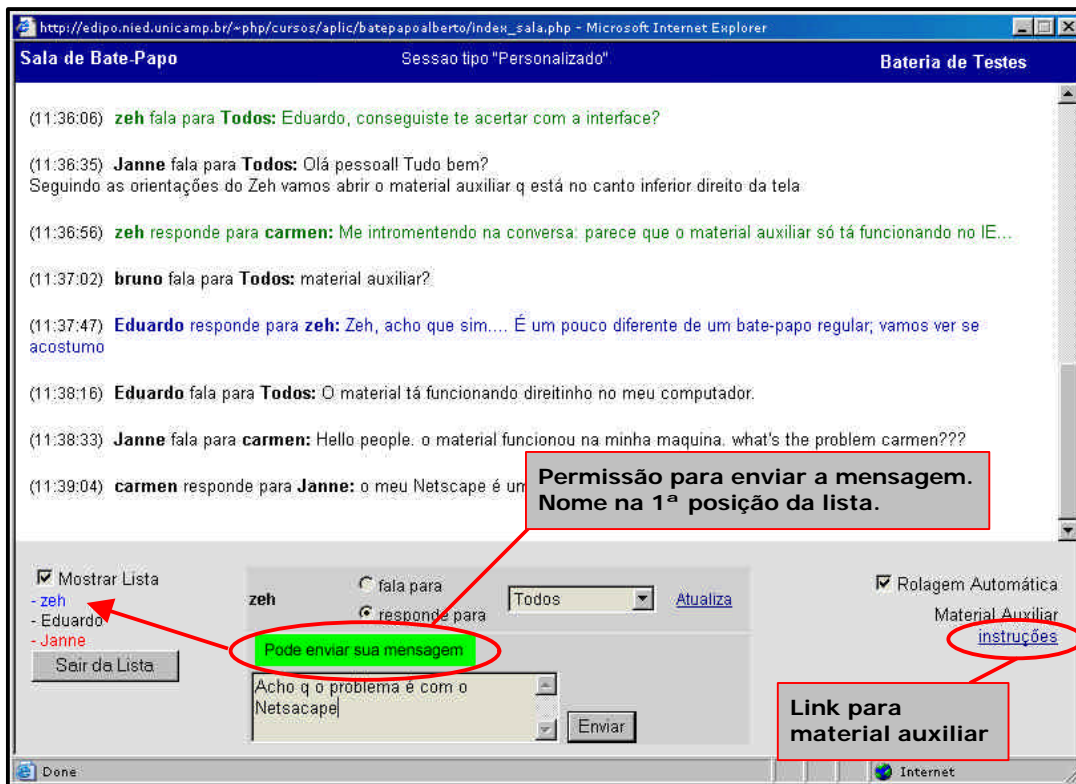 http://edipo.nied.unicamp.br/~php/cursos/aplic/batepapoalberto/index_sala.php - Microsoft Internet Explorer
Sala de Bate-Papo Sessao tipo "Personalizado" Bateria de Testes
(11:36:06) zeh fala para Todos: Eduardo, conseguiste te acertar com a interface?
(11:36:35) Janne fala para Todos: Olá pessoal! Tudo bem?
Seguindo as orientações do Zeh vamos abrir o material auxiliar q está no canto inferior direito da tela
(11:36:56) zeh responde para carmen: Me intromentendo na conversa: parece que o material auxiliar só tá funcionando no IE...
(11:37:02) bruno fala para Todos: material auxiliar?
(11:37:47) Eduardo responde para zeh: Zeh, acho que sim.... É um pouco diferente de um bate-papo regular; vamos ver se
acostumo
(11:38:16) Eduardo fala para Todos: O material tá funcionando direitinho no meu computador.
(11:38:33) Janne fala para carmen: Hello people. o material funcionou na minha maquina. what's the problem carmen???
(11:39:04) carmen responde para Janne: o meu Netscape é um
Permissão para enviar a mensagem.
Nome na 1ª posição da lista.
Mostrar Lista
- zeh
- Eduardo
- Janne
Sair da Lista
zeh
fala para
responde para
Todos
Atualiza
Pode enviar sua mensagem
Acho q o problema é com o
Netsacape
Enviar
Rolagem Automática
Material Auxiliar
instruções
Link para
material auxiliar
Done
Internet